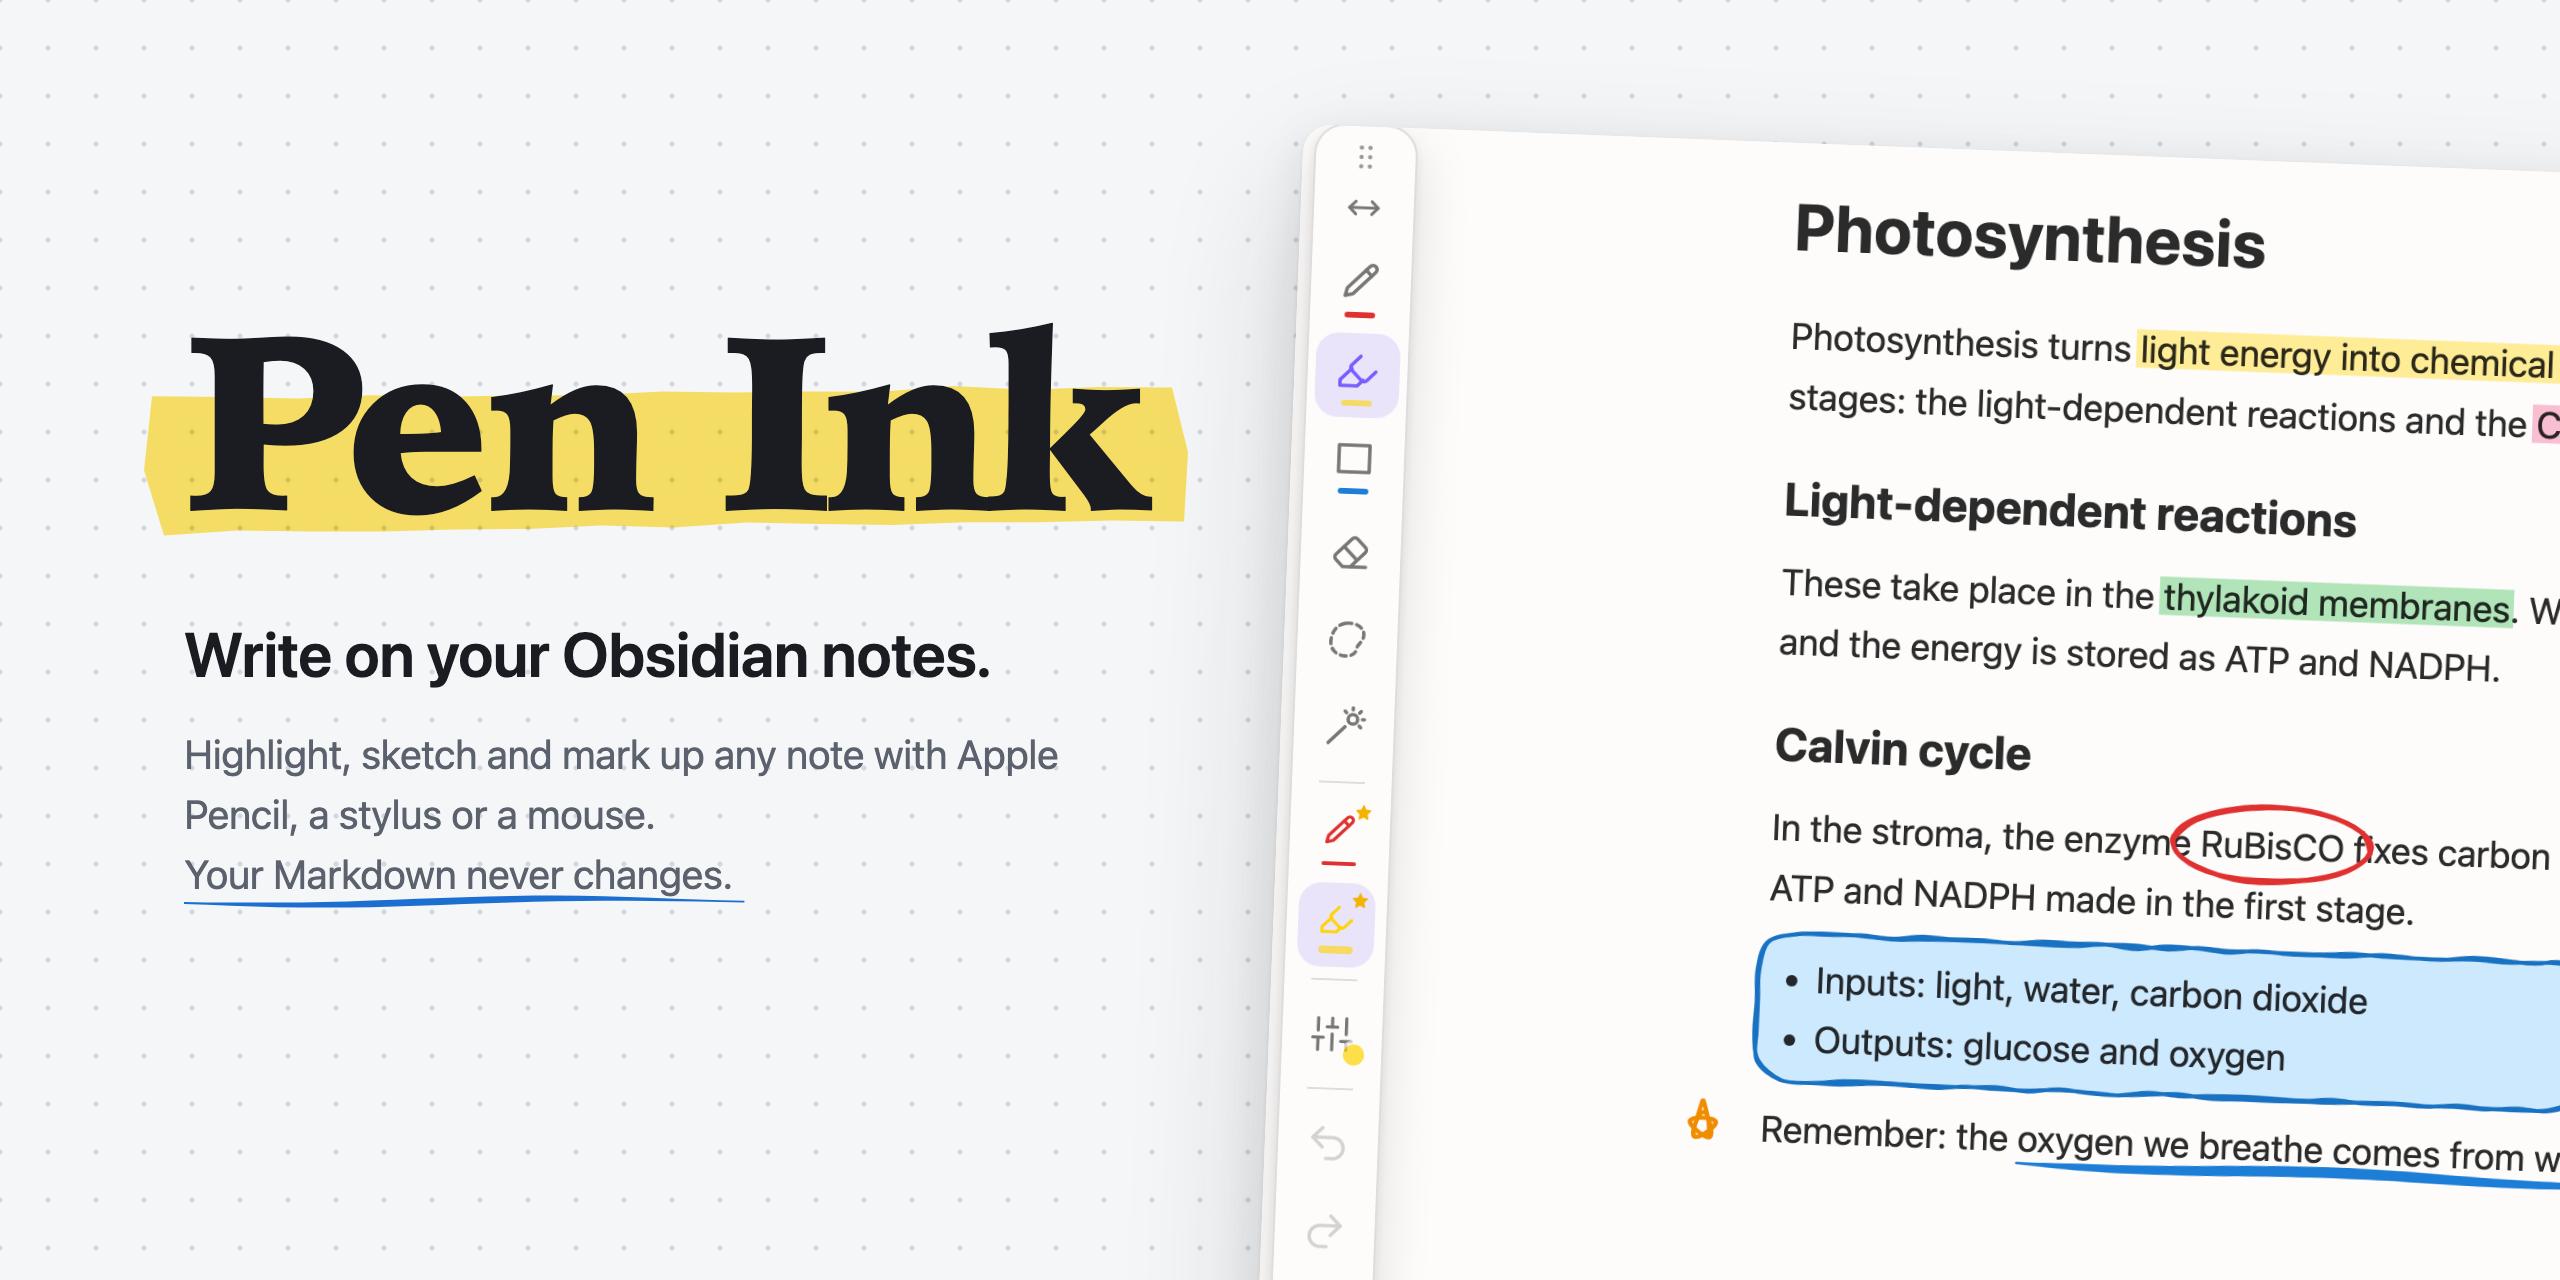 Pen Ink
Write on your Obsidian notes.
Highlight, sketch and mark up any note with Apple
Pencil, a stylus or a mouse.
Your Markdown never changes.
Photosynthesis
Photosynthesis turns light energy into chemical
stages: the light-dependent reactions and the C
Light-dependent reactions
These take place in the thylakoid membranes. W
and the energy is stored as ATP and NADPH.
Calvin cycle
In the stroma, the enzyme RuBisCO fixes carbon
ATP and NADPH made in the first stage.
• Inputs: light, water, carbon dioxide
• Outputs: glucose and oxygen
Remember: the oxygen we breathe comes from w